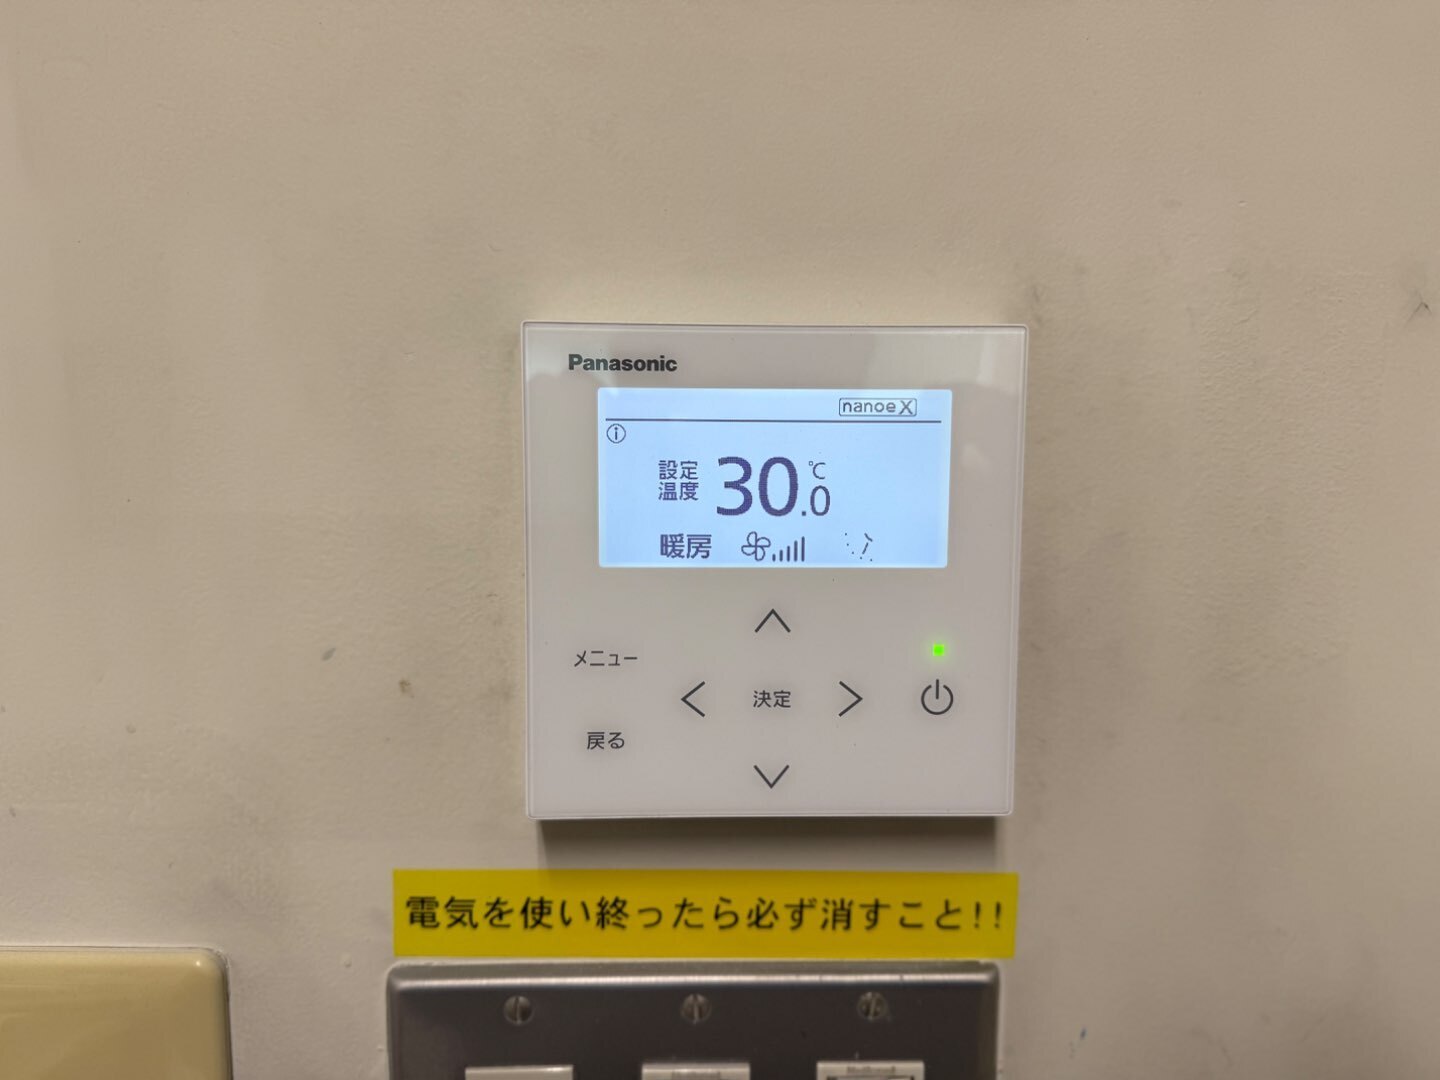 Panasonic
nanoe X
設定
温度
30.0
℃
暖房
メニュー
決定
戻る
電気を使い終ったら必ず消すこと!!